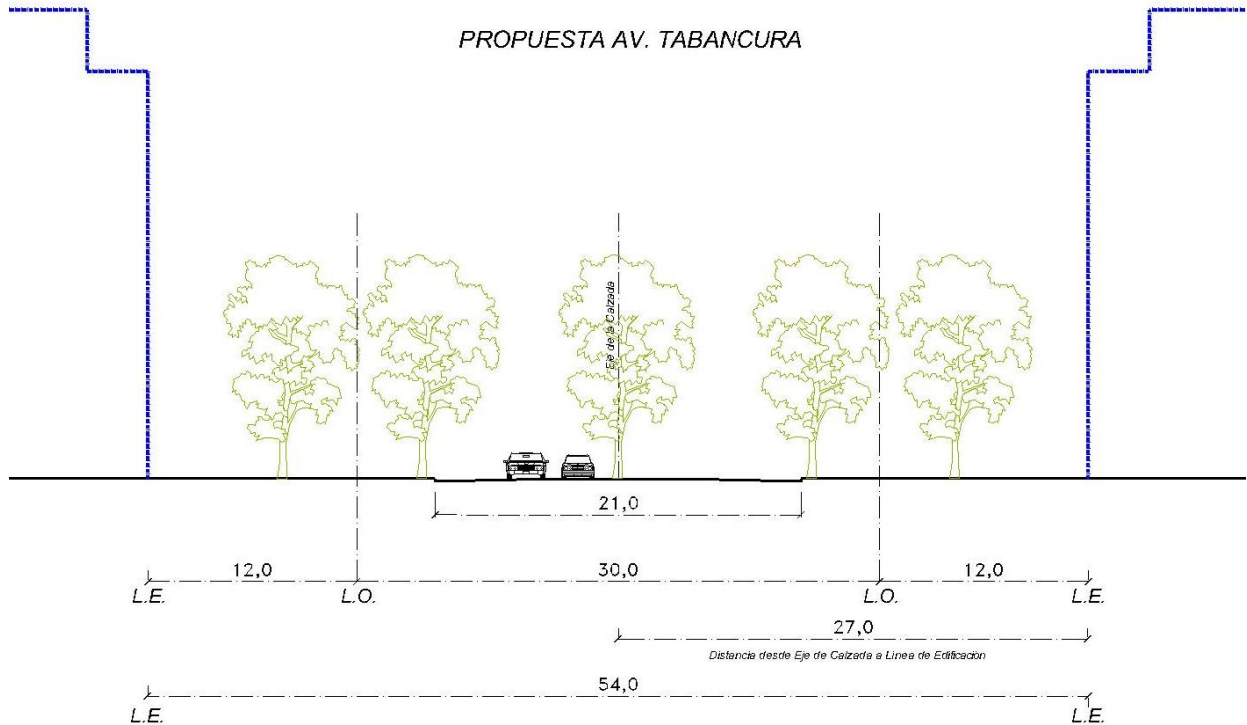 PROPUESTA AV. TABANCURA
Eje de la Calzada
21,0
12,0 30,0 12,0
L.E. L.O. L.O. L.E.
27,0
Distancia desde Eje de Calzada a Linea de Edificación
54,0
L.E. L.E.